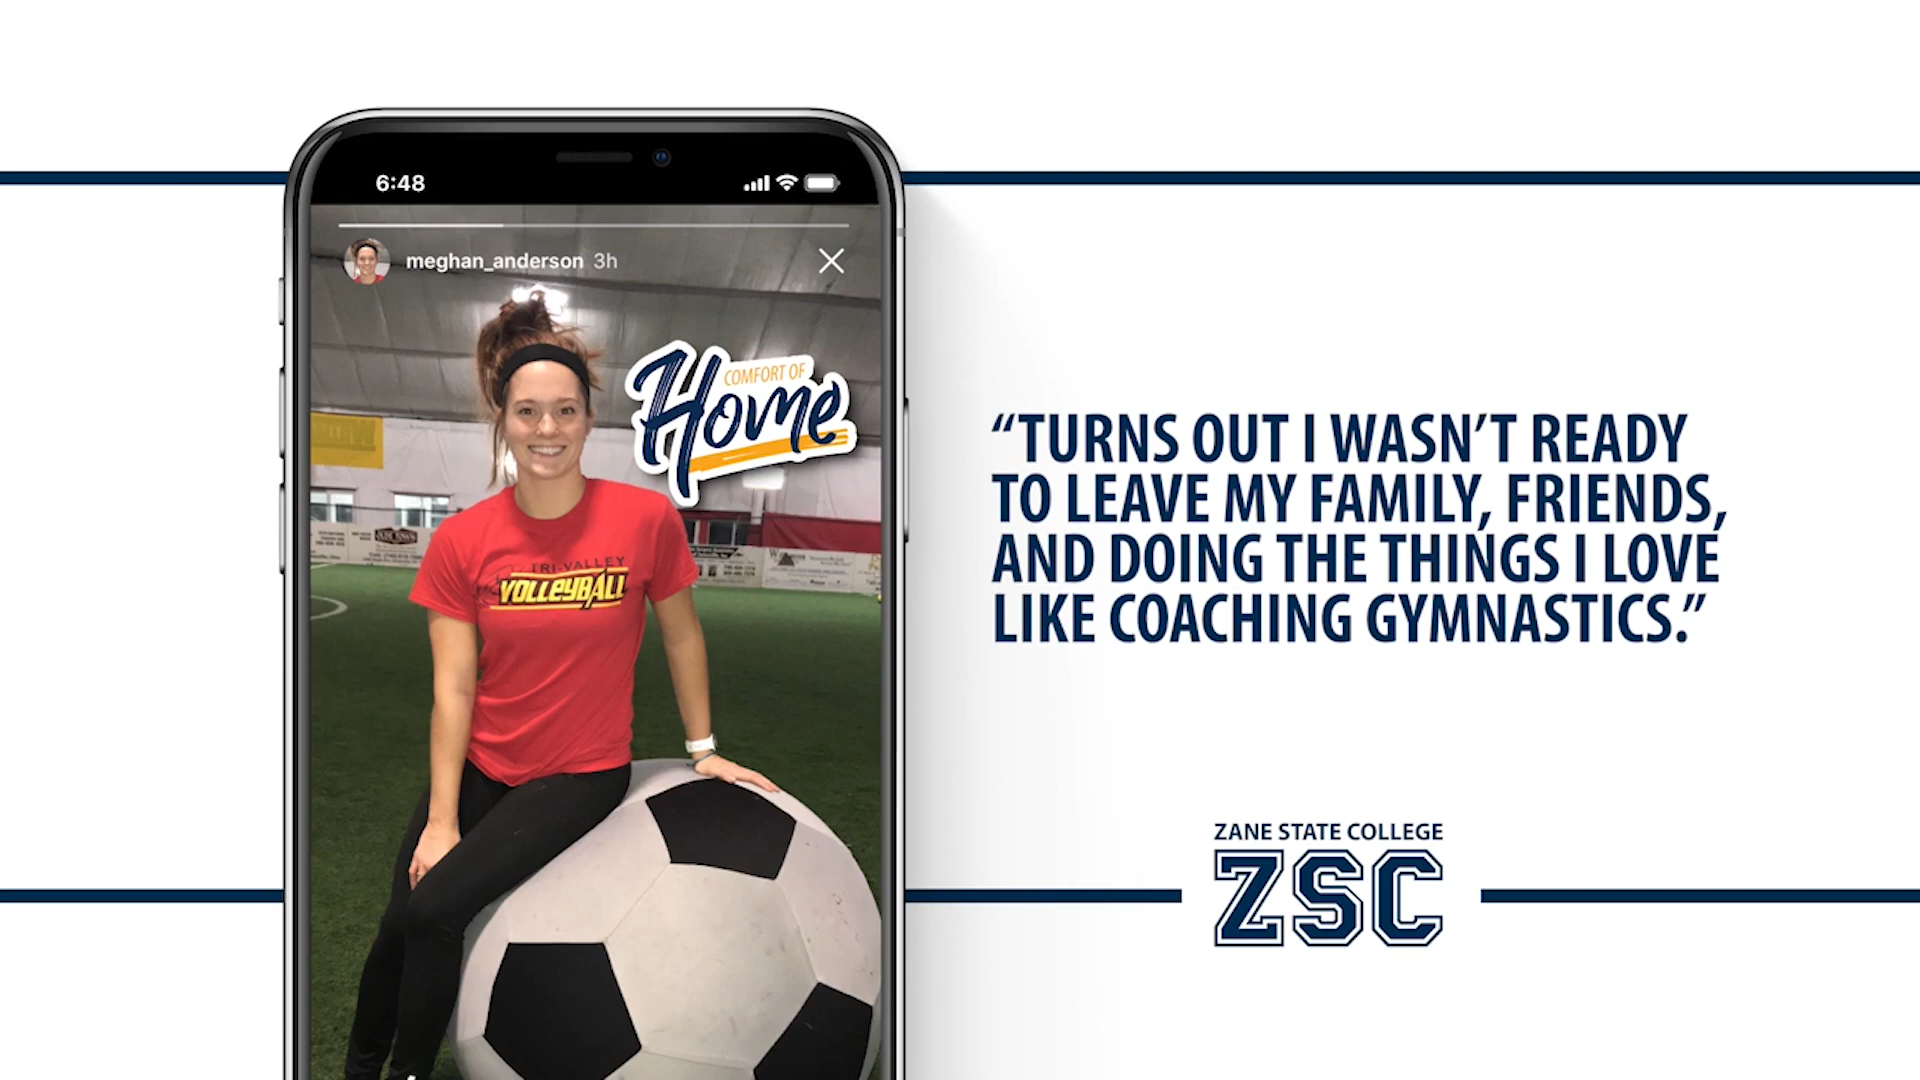 6:48
meghan_anderson 3h
COMFORT OF
Home
TRI-VALLEY
VOLLEYBALL
“TURNS OUT I WASN’T READY
TO LEAVE MY FAMILY, FRIENDS,
AND DOING THE THINGS I LOVE
LIKE COACHING GYMNASTICS.”
ZANE STATE COLLEGE
ZSC